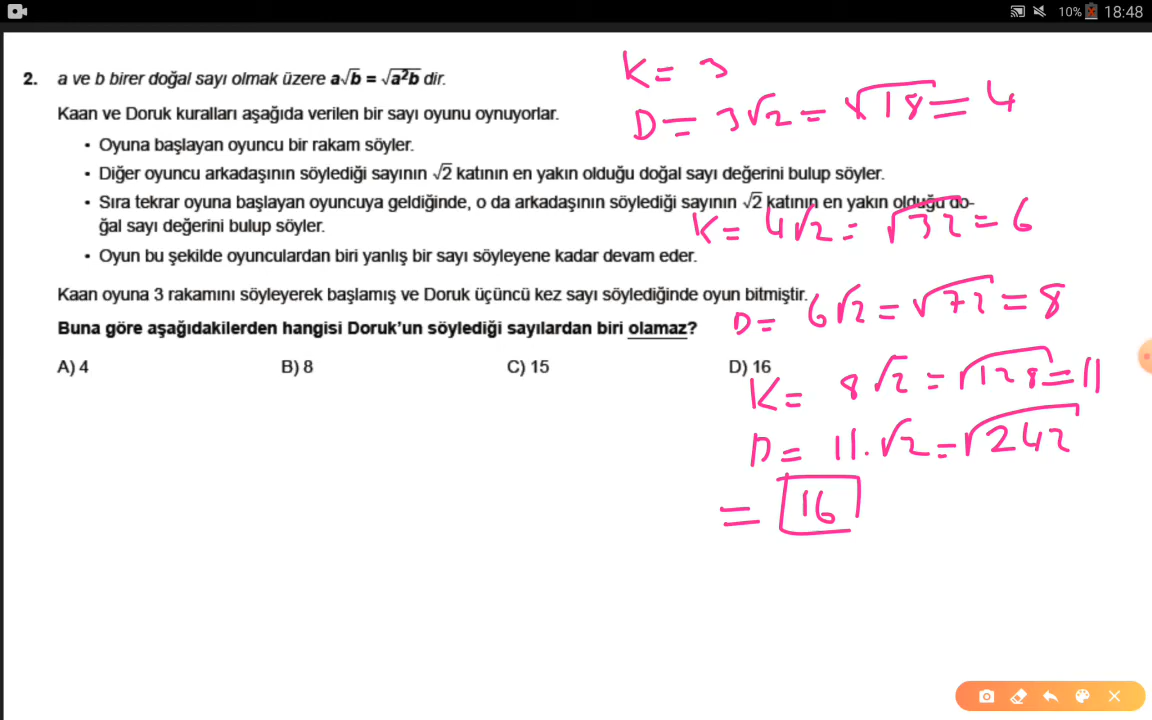 10% 18:48
2. a ve b birer doğal sayı olmak üzere a√b = √a²b dir.
Kaan ve Doruk kuralları aşağıda verilen bir sayı oyunu oynuyorlar.
• Oyuna başlayan oyuncu bir rakam söyler.
• Diğer oyuncu arkadaşının söylediği sayının √2 katının en yakın olduğu doğal sayı değerini bulup söyler.
• Sıra tekrar oyuna başlayan oyuncuya geldiğinde, o da arkadaşının söylediği sayının √2 katının en yakın olduğu do-
ğal sayı değerini bulup söyler.
• Oyun bu şekilde oyunculardan biri yanlış bir sayı söyleyene kadar devam eder.
Kaan oyuna 3 rakamını söyleyerek başlamış ve Doruk üçüncü kez sayı söylediğinde oyun bitmiştir.
Buna göre aşağıdakilerden hangisi Doruk'un söylediği sayılardan biri olamaz?
A) 4 B) 8 C) 15 D) 16
K = 3
D = 3√2 = √18 = 4
K = 4√2 = √32 = 6
D = 6√2 = √72 = 8
K = 8√2 = √128 = 11
D = 11.√2 = √242
= 16